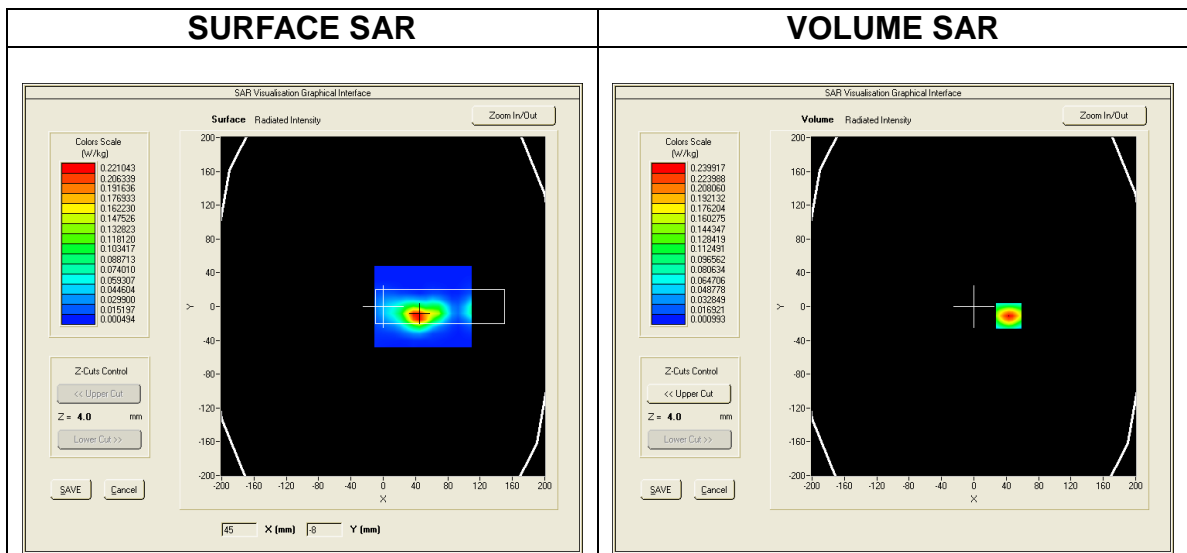 SURFACE SAR
VOLUME SAR
SAR Visualisation Graphical Interface
Surface Radiated Intensity
Zoom In/Out
Colors Scale
(W/kg)
0.221043
0.206339
0.191636
0.176933
0.162230
0.147526
0.132823
0.118120
0.103417
0.088713
0.074010
0.059307
0.044604
0.029900
0.015197
0.000494
Z-Cuts Control
<< Upper Cut
Z = 4.0 mm
Lower Cut >>
SAVE Cancel
200-
160-
120-
80-
40-
0-
-40-
-80-
-120-
-160-
-200-
Y
-200 -160 -120 -80 -40 0 40 80 120 160 200
X
45 X (mm) -8 Y (mm)
SAR Visualisation Graphical Interface
Volume Radiated Intensity
Zoom In/Out
Colors Scale
(W/kg)
0.239917
0.223988
0.208060
0.192132
0.176204
0.160275
0.144347
0.128419
0.112491
0.096562
0.080634
0.064706
0.048778
0.032849
0.016921
0.000993
Z-Cuts Control
<< Upper Cut
Z = 4.0 mm
Lower Cut >>
SAVE Cancel
200-
160-
120-
80-
40-
0-
-40-
-80-
-120-
-160-
-200-
Y
-200 -160 -120 -80 -40 0 40 80 120 160 200
X